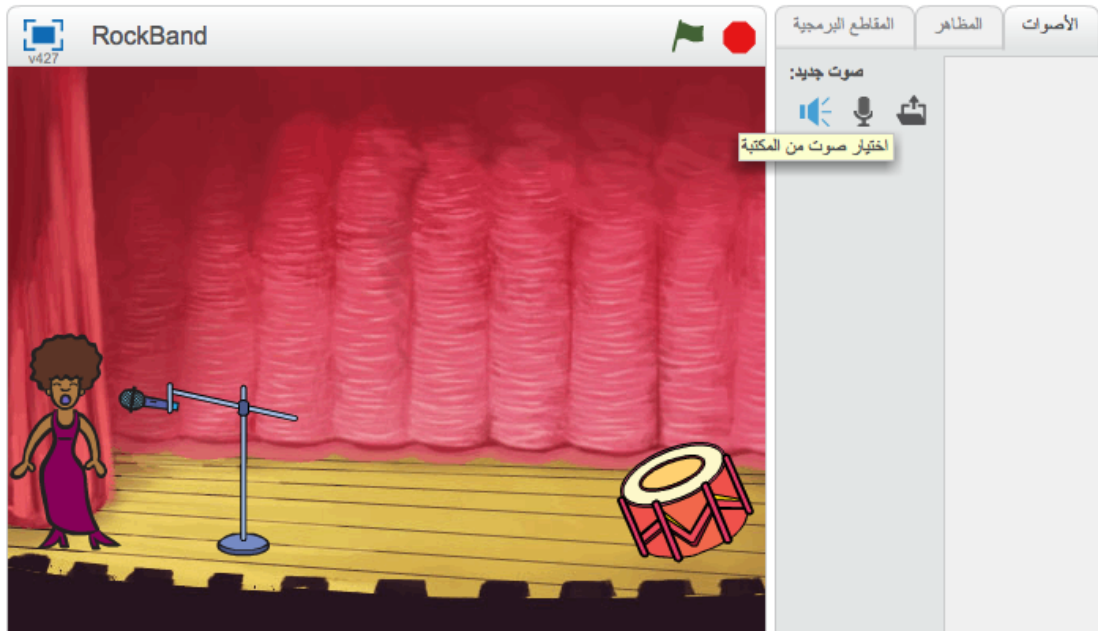 RockBand
v427
الأصوات
المظاهر
المقاطع البرمجية
صوت جديد:
اختيار صوت من المكتبة